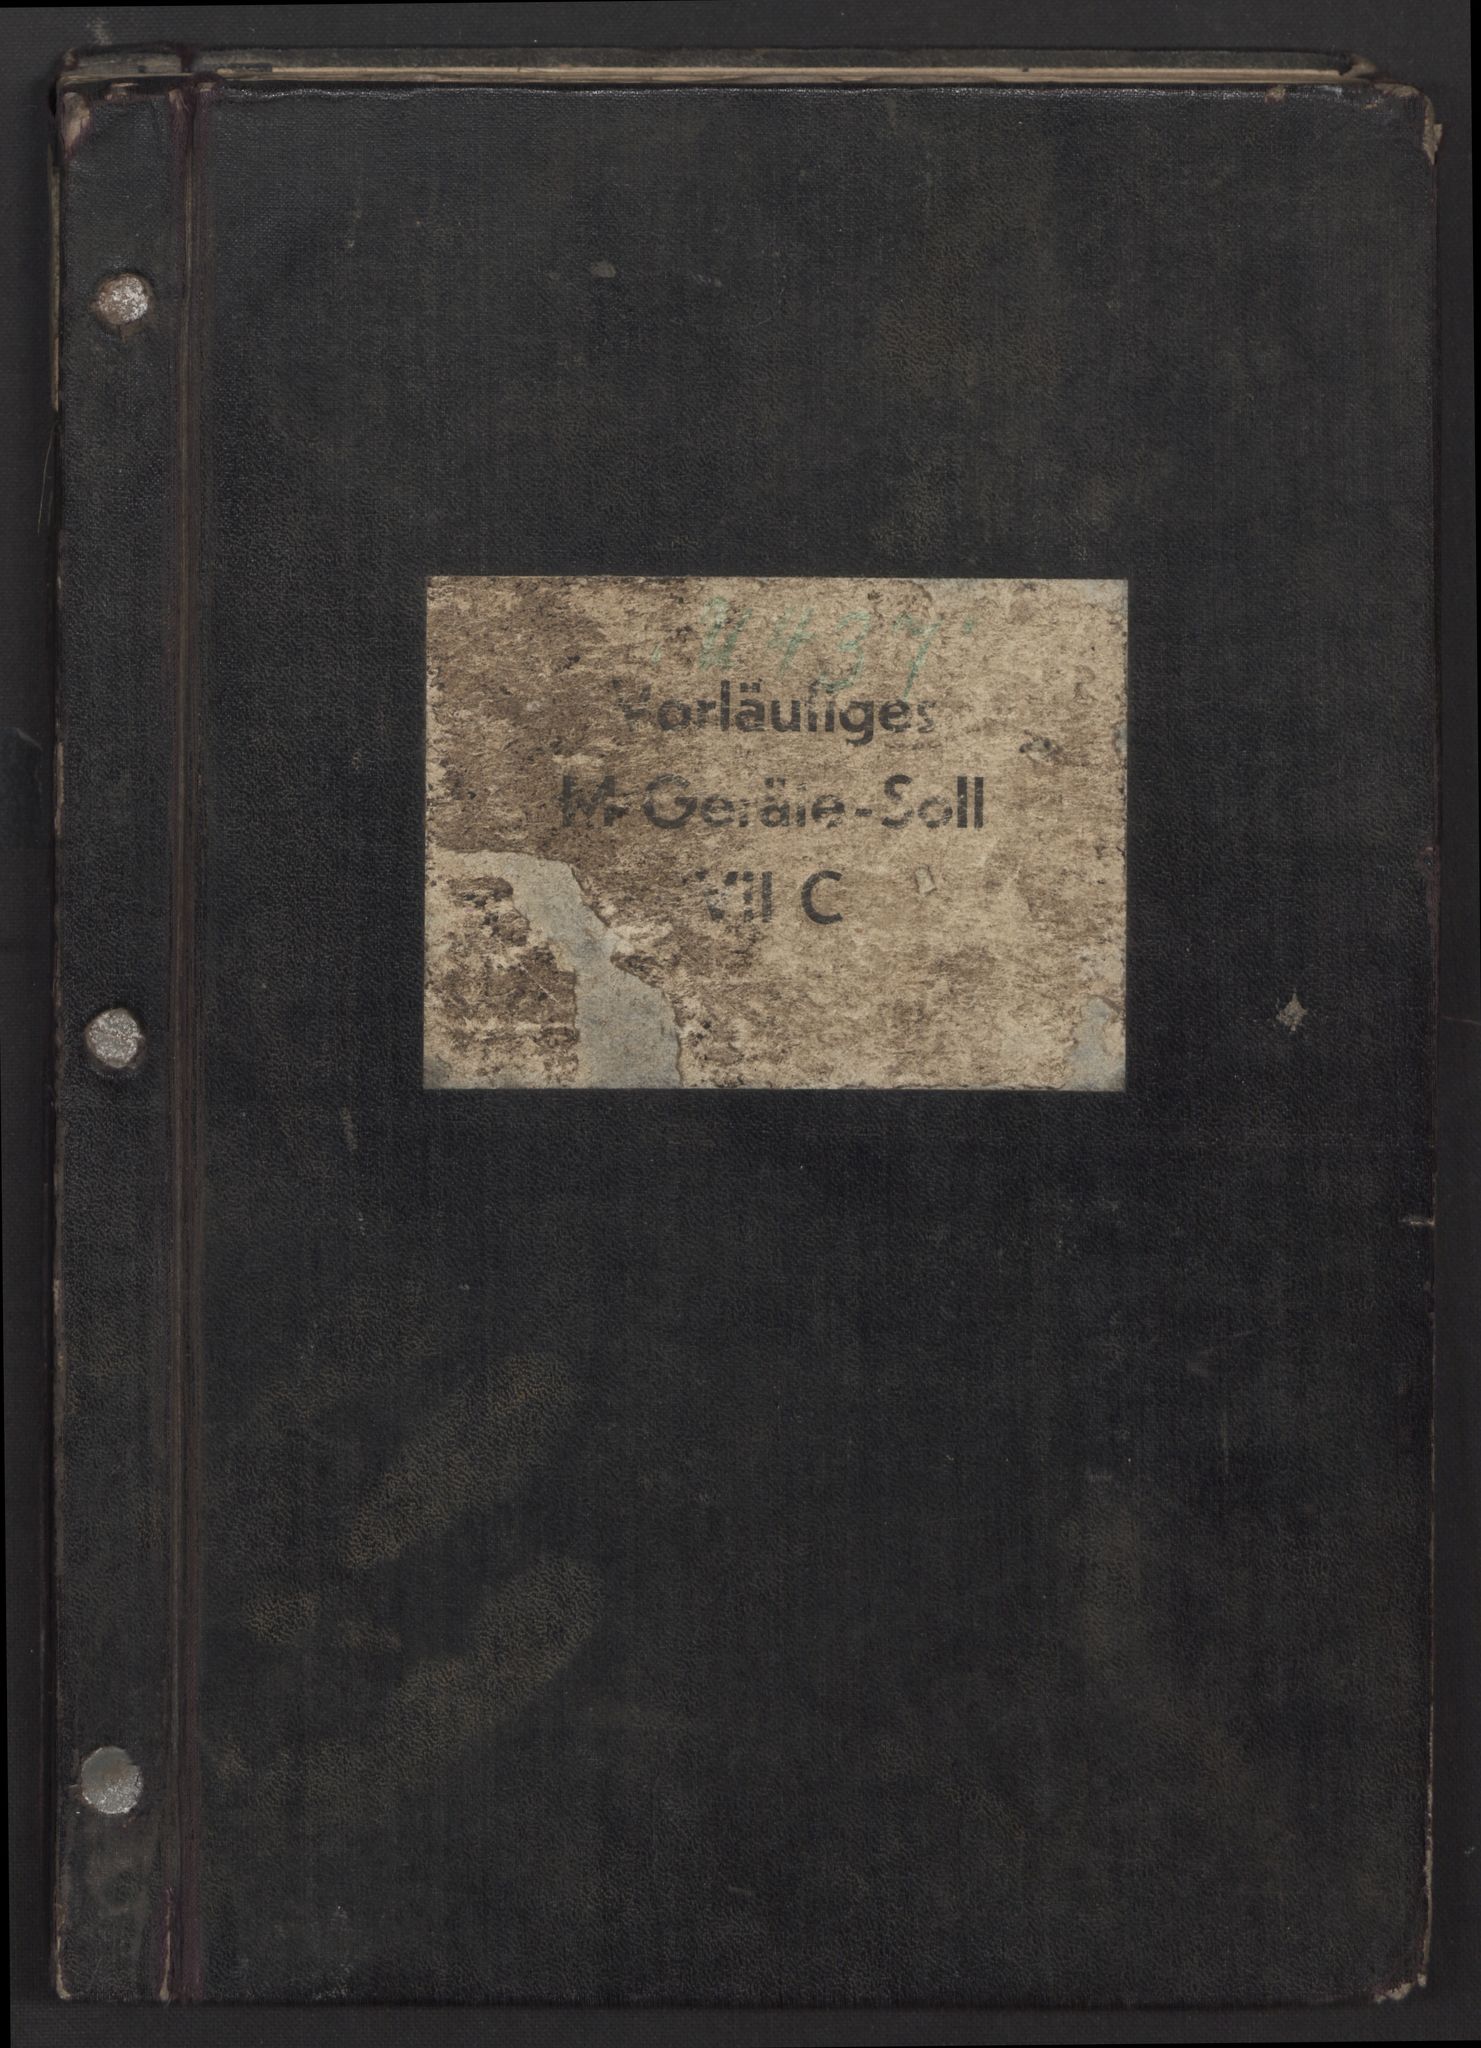 U 437
Vorläufiges
M-Geräte-Soll
VII C